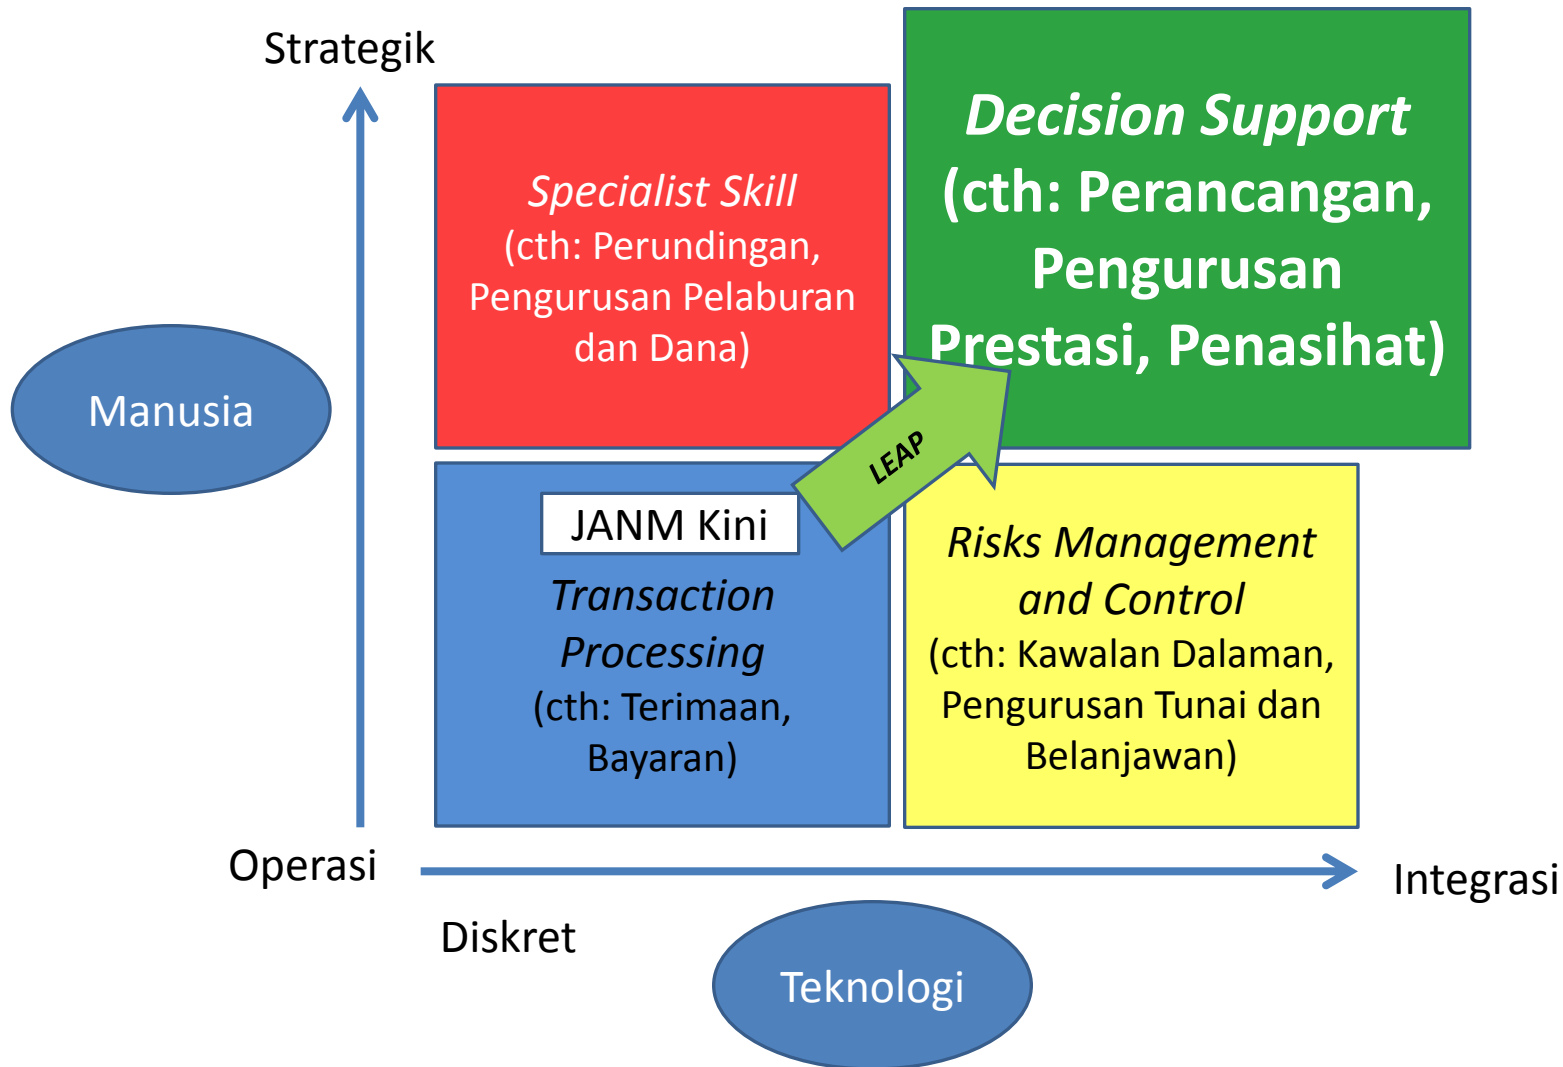 Strategik
Specialist Skill
(cth: Perundingan,
Pengurusan Pelaburan
dan Dana)
Decision Support
(cth: Perancangan,
Pengurusan
Prestasi, Penasihat)
Manusia
LEAP
JANM Kini
Transaction
Processing
(cth: Terimaan,
Bayaran)
Risks Management
and Control
(cth: Kawalan Dalaman,
Pengurusan Tunai dan
Belanjawan)
Operasi
Integrasi
Diskret
Teknologi